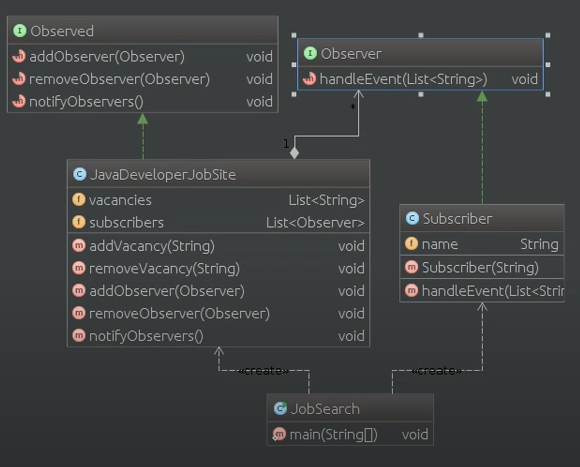 Observed
addObserver(Observer) void
removeObserver(Observer) void
notifyObservers() void
Observer
handleEvent(List<String>) void
1
*
JavaDeveloperJobSite
vacancies List<String>
subscribers List<Observer>
addVacancy(String) void
removeVacancy(String) void
addObserver(Observer) void
removeObserver(Observer) void
notifyObservers() void
Subscriber
name String
Subscriber(String)
handleEvent(List<Strin
«create»
«create»
JobSearch
main(String[]) void